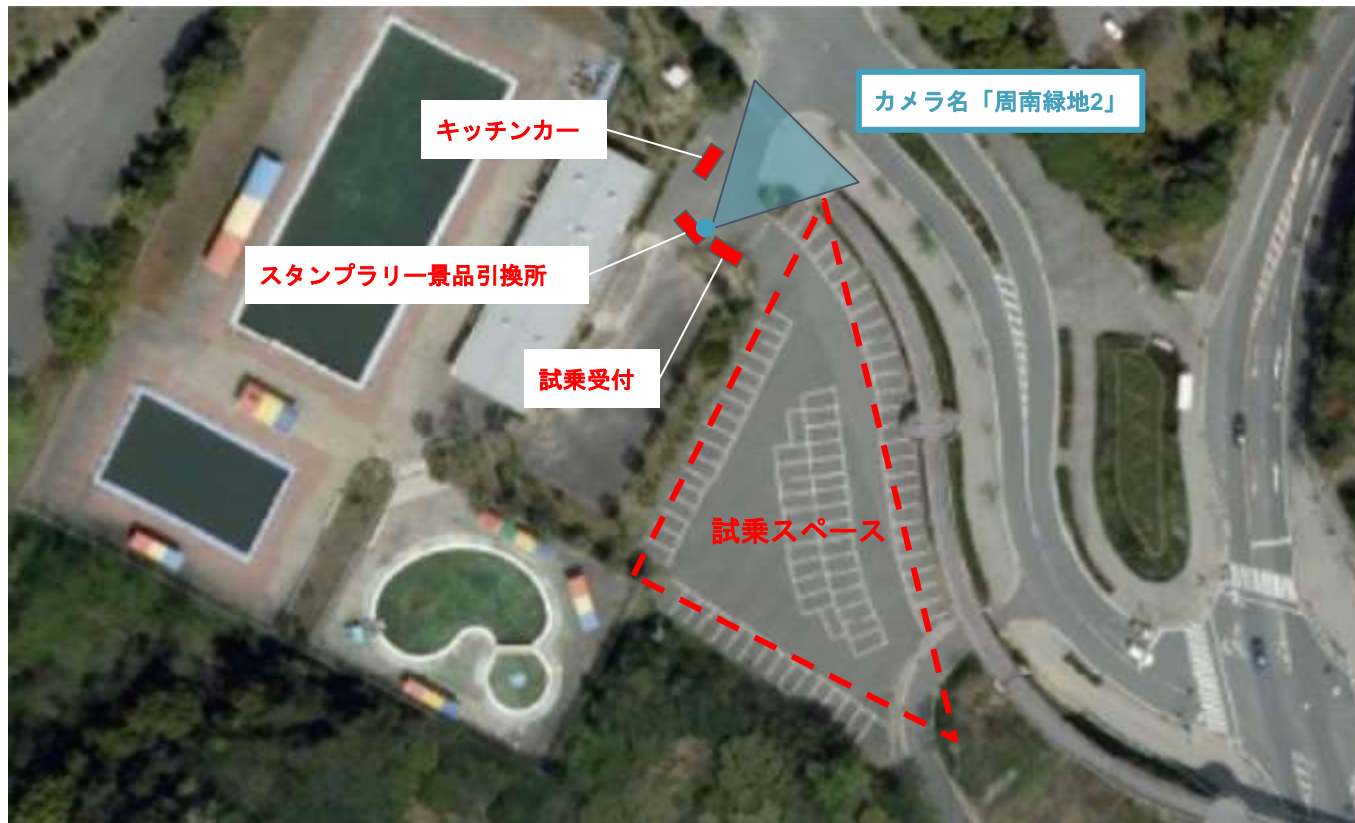 カメラ名「周南緑地2」
キッチンカー
スタンプラリー景品引換所
試乗受付
試乗スペース